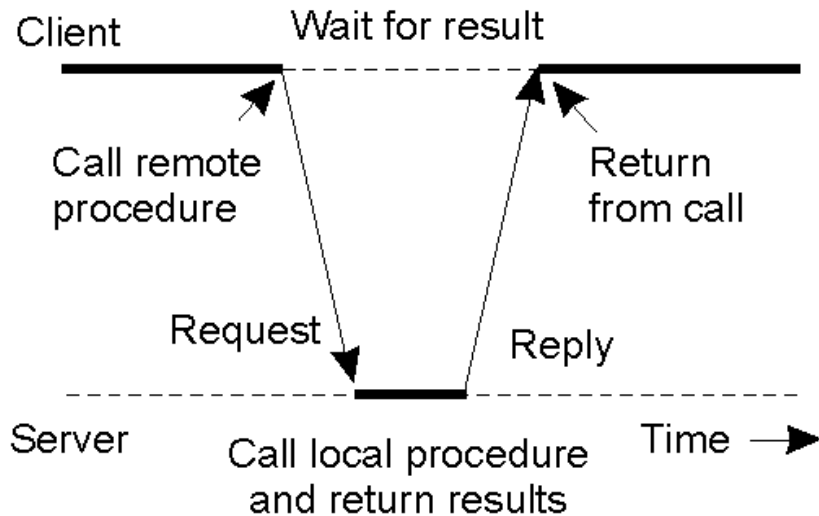 Client
Wait for result
Call remote
procedure
Return
from call
Request
Reply
Server
Call local procedure
and return results
Time